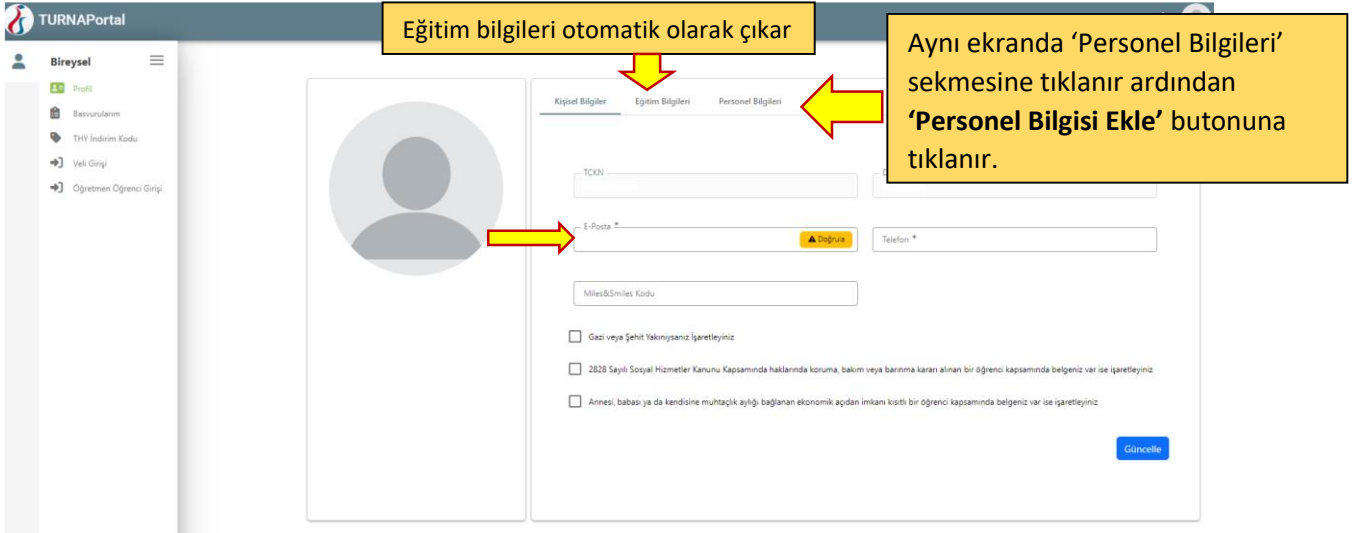 TURNAPortal
Eğitim bilgileri otomatik olarak çıkar
Aynı ekranda ‘Personel Bilgileri’
sekmesine tıklanır ardından
‘Personel Bilgisi Ekle’ butonuna
tıklanır.
Bireysel
Profil
Basvurularım
THY İndirim Kodu
Veli Girişi
Öğretmen Öğrenci Girişi
Kişisel Bilgiler
Eğitim Bilgileri
Personel Bilgileri
TCKN
E-Posta *
Doğrula
Telefon *
Miles&Smiles Kodu
Gazi veya Şehit Yakınıysanız İşaretleyiniz
2828 Sayılı Sosyal Hizmetler Kanunu Kapsamında haklarında koruma, bakım veya barınma kararı alınan bir öğrenci kapsamında belgeniz var ise işaretleyiniz
Annesi, babası ya da kendisine muhtaçlık aylığı bağlanan ekonomik açıdan imkanı kısıtlı bir öğrenci kapsamında belgeniz var ise işaretleyiniz
Güncelle